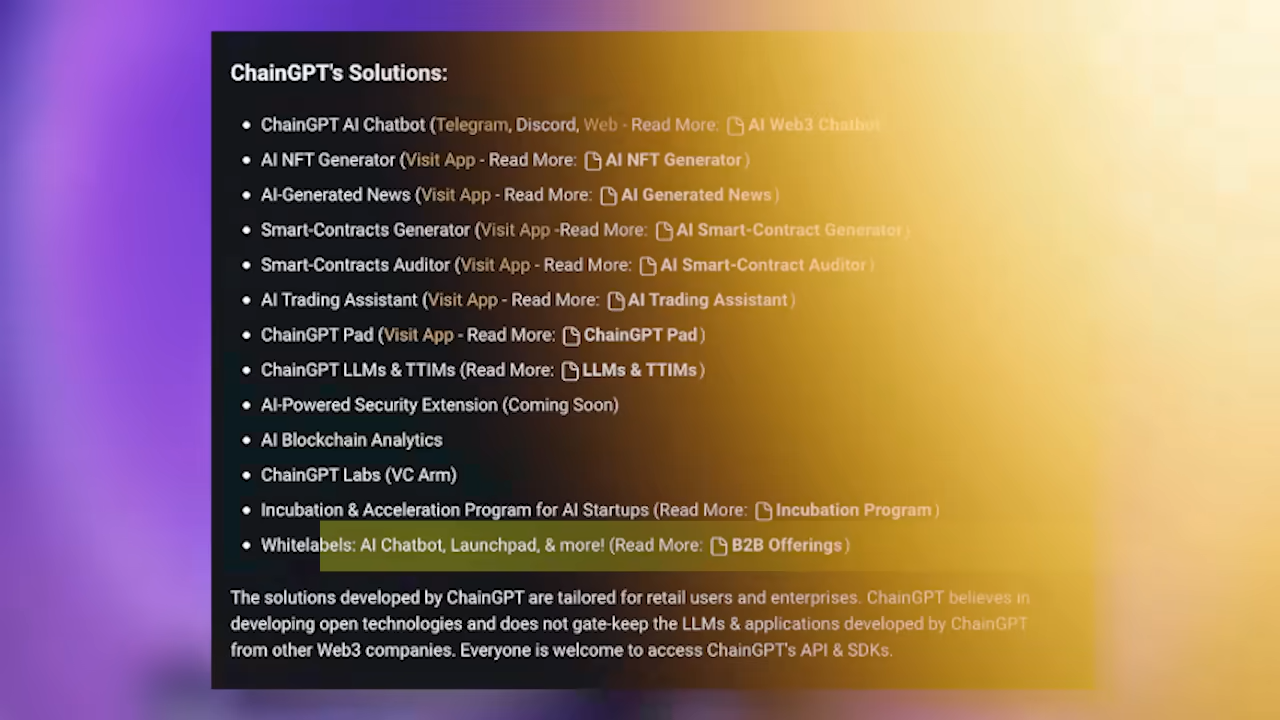 ChainGPT's Solutions:
• ChainGPT AI Chatbot (Telegram, Discord, Web - Read More: AI Web3 Chatbot
• AI NFT Generator (Visit App - Read More: AI NFT Generator)
• AI-Generated News (Visit App - Read More: AI Generated News)
• Smart-Contracts Generator (Visit App -Read More: AI Smart-Contract Generator)
• Smart-Contracts Auditor (Visit App - Read More: AI Smart-Contract Auditor)
• AI Trading Assistant (Visit App - Read More: AI Trading Assistant)
• ChainGPT Pad (Visit App - Read More: ChainGPT Pad)
• ChainGPT LLMs & TTIMs (Read More: LLMs & TTIMs)
• AI-Powered Security Extension (Coming Soon)
• AI Blockchain Analytics
• ChainGPT Labs (VC Arm)
• Incubation & Acceleration Program for AI Startups (Read More: Incubation Program)
• Whitelabels: AI Chatbot, Launchpad, & more! (Read More: B2B Offerings)
The solutions developed by ChainGPT are tailored for retail users and enterprises. ChainGPT believes in
developing open technologies and does not gate-keep the LLMs & applications developed by ChainGPT
from other Web3 companies. Everyone is welcome to access ChainGPT's API & SDKs.